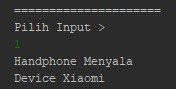 =====================
Pilih Input >
1
Handphone Menyala
Device Xiaomi